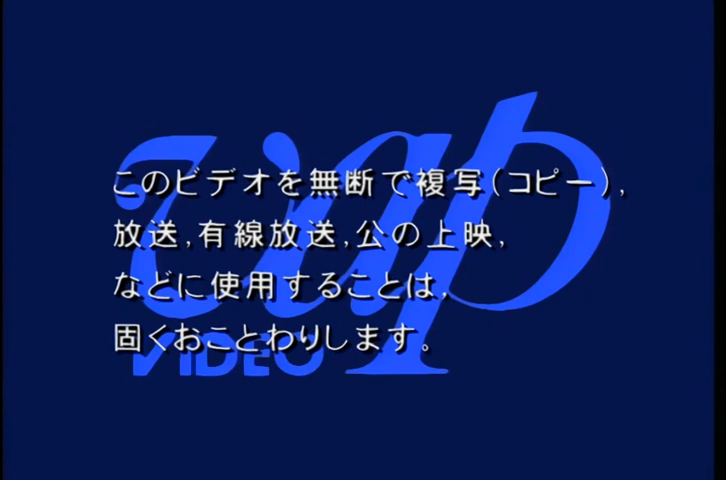 このビデオを無断で複写(コピー),
放送,有線放送,公の上映,
などに使用することは,
固くおことわりします。
vap
VIDEO